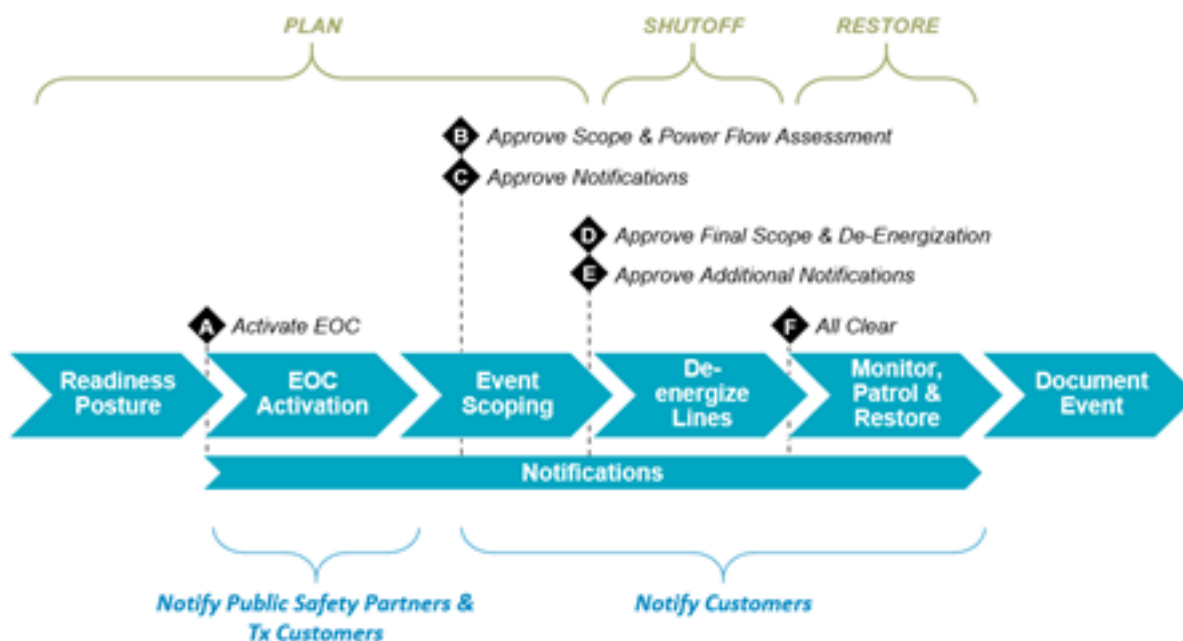 PLAN
SHUTOFF
RESTORE
B Approve Scope & Power Flow Assessment
C Approve Notifications
D Approve Final Scope & De-Energization
E Approve Additional Notifications
A Activate EOC
F All Clear
Readiness
Posture
EOC
Activation
Event
Scoping
De-
energize
Lines
Monitor,
Patrol &
Restore
Document
Event
Notifications
Notify Public Safety Partners &
Tx Customers
Notify Customers